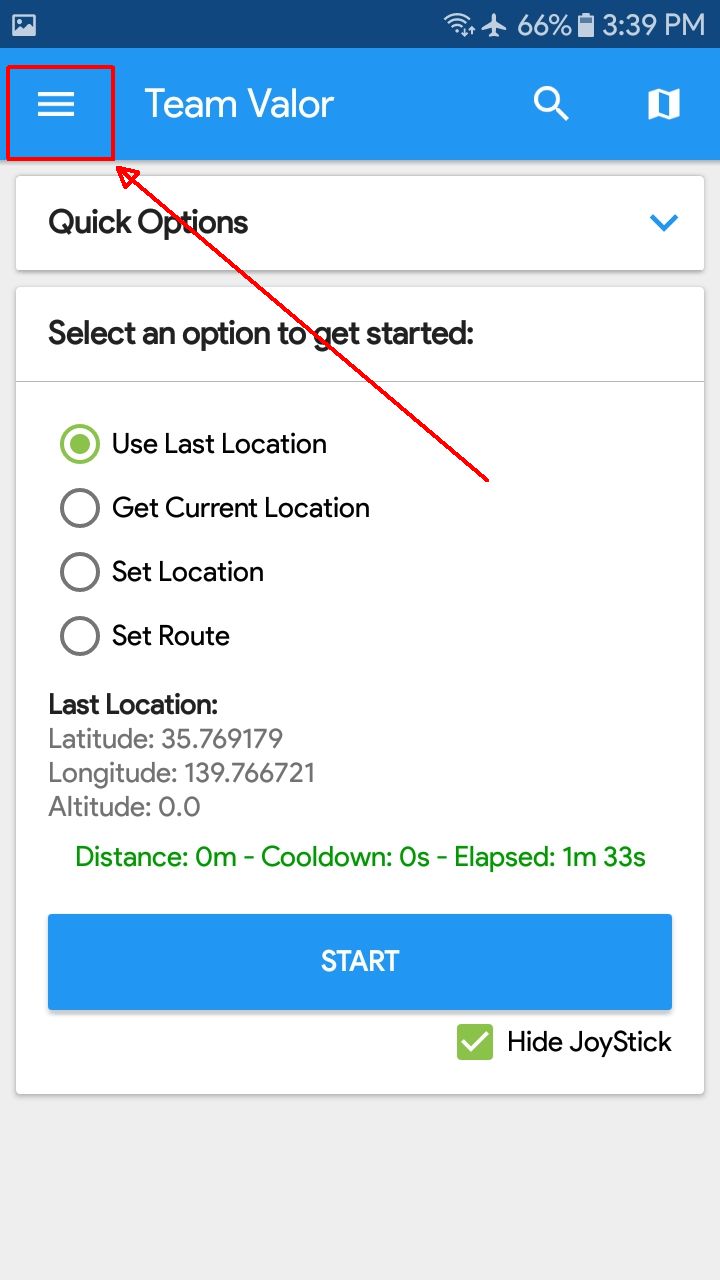 66% 3:39 PM
Team Valor
Quick Options
Select an option to get started:
Use Last Location
Get Current Location
Set Location
Set Route
Last Location:
Latitude: 35.769179
Longitude: 139.766721
Altitude: 0.0
Distance: 0m - Cooldown: 0s - Elapsed: 1m 33s
START
Hide JoyStick